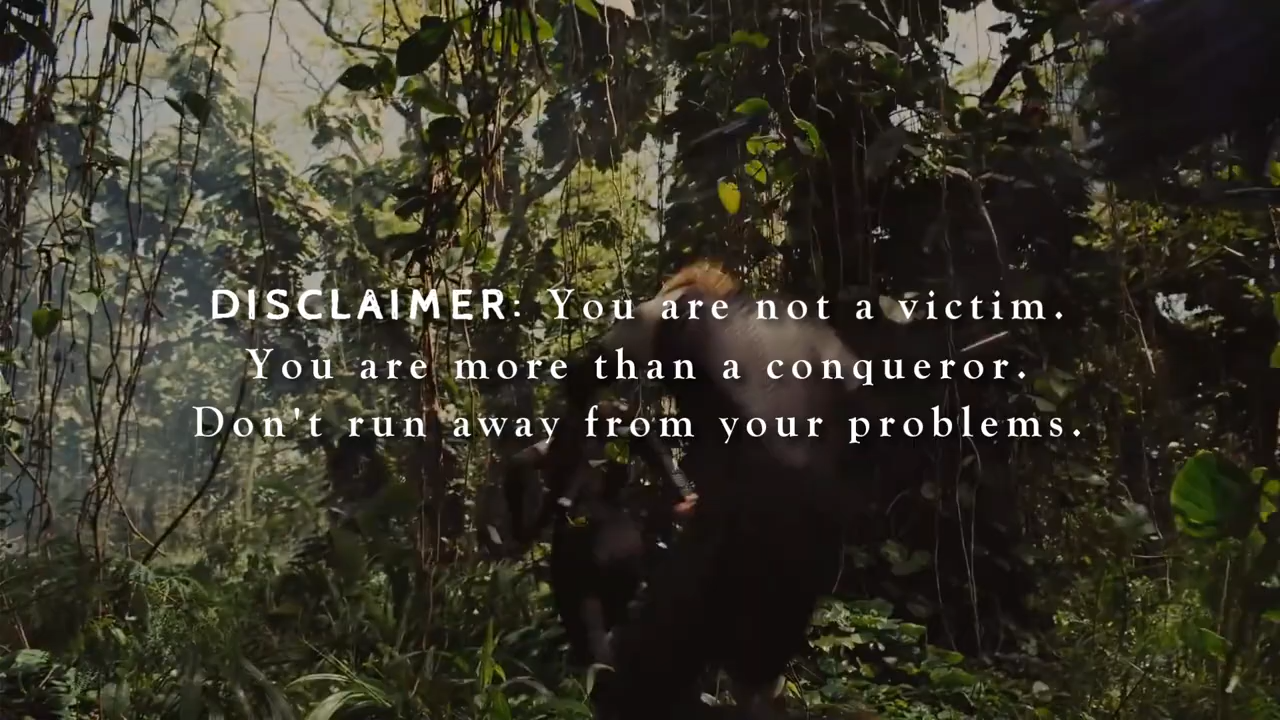 DISCLAIMER: You are not a victim.
You are more than a conqueror.
Don't run away from your problems.